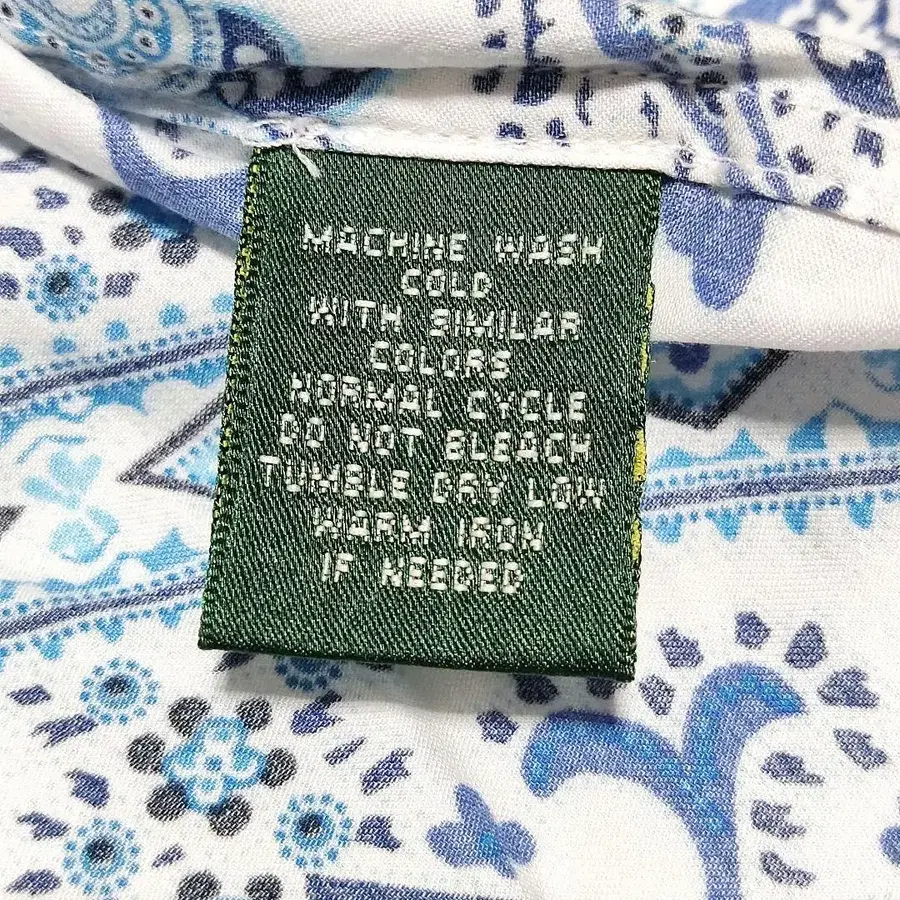 MACHINE WASH
COLD
WITH SIMILAR
COLORS
NORMAL CYCLE
DO NOT BLEACH
TUMBLE DRY LOW
WARM IRON
IF NEEDED